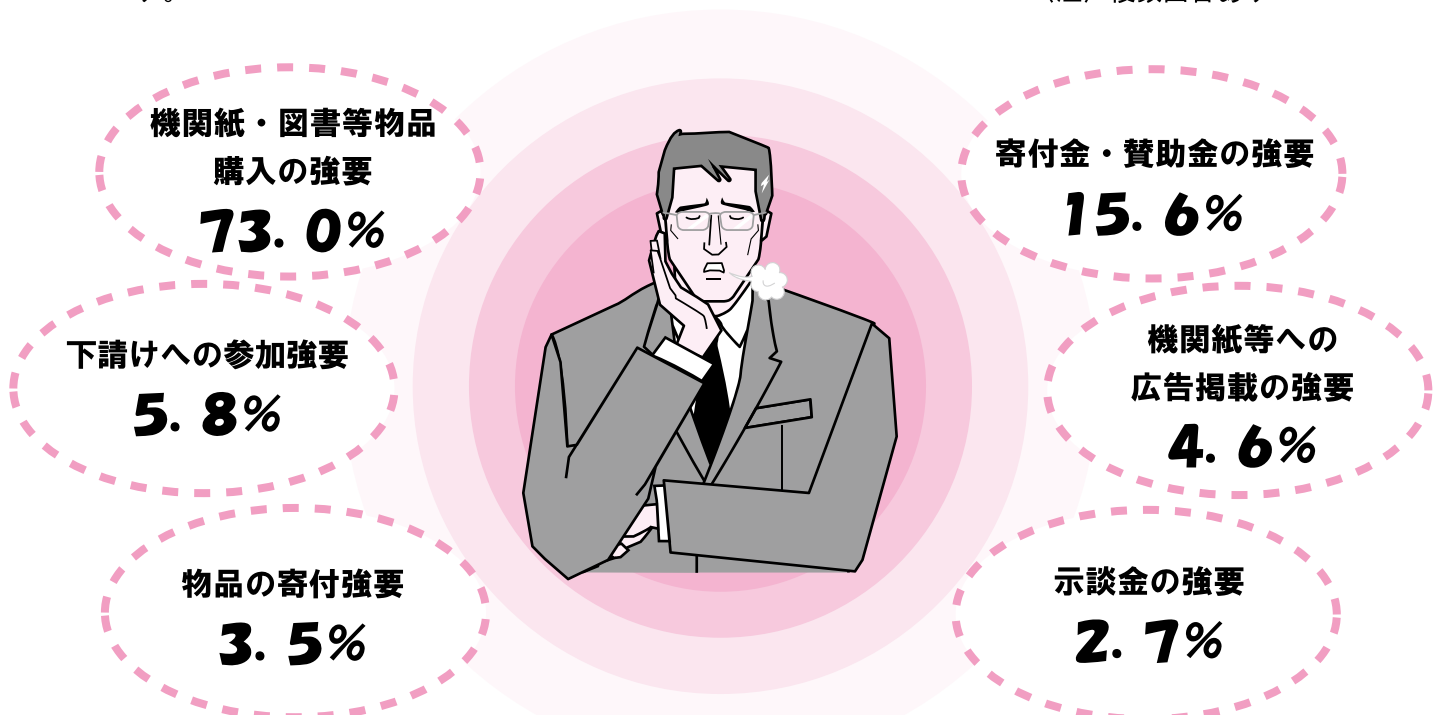 機関紙・図書等物品
購入の強要
73. 0%
寄付金・賛助金の強要
15. 6%
下請けへの参加強要
5. 8%
機関紙等への
広告掲載の強要
4. 6%
物品の寄付強要
3. 5%
示談金の強要
2. 7%